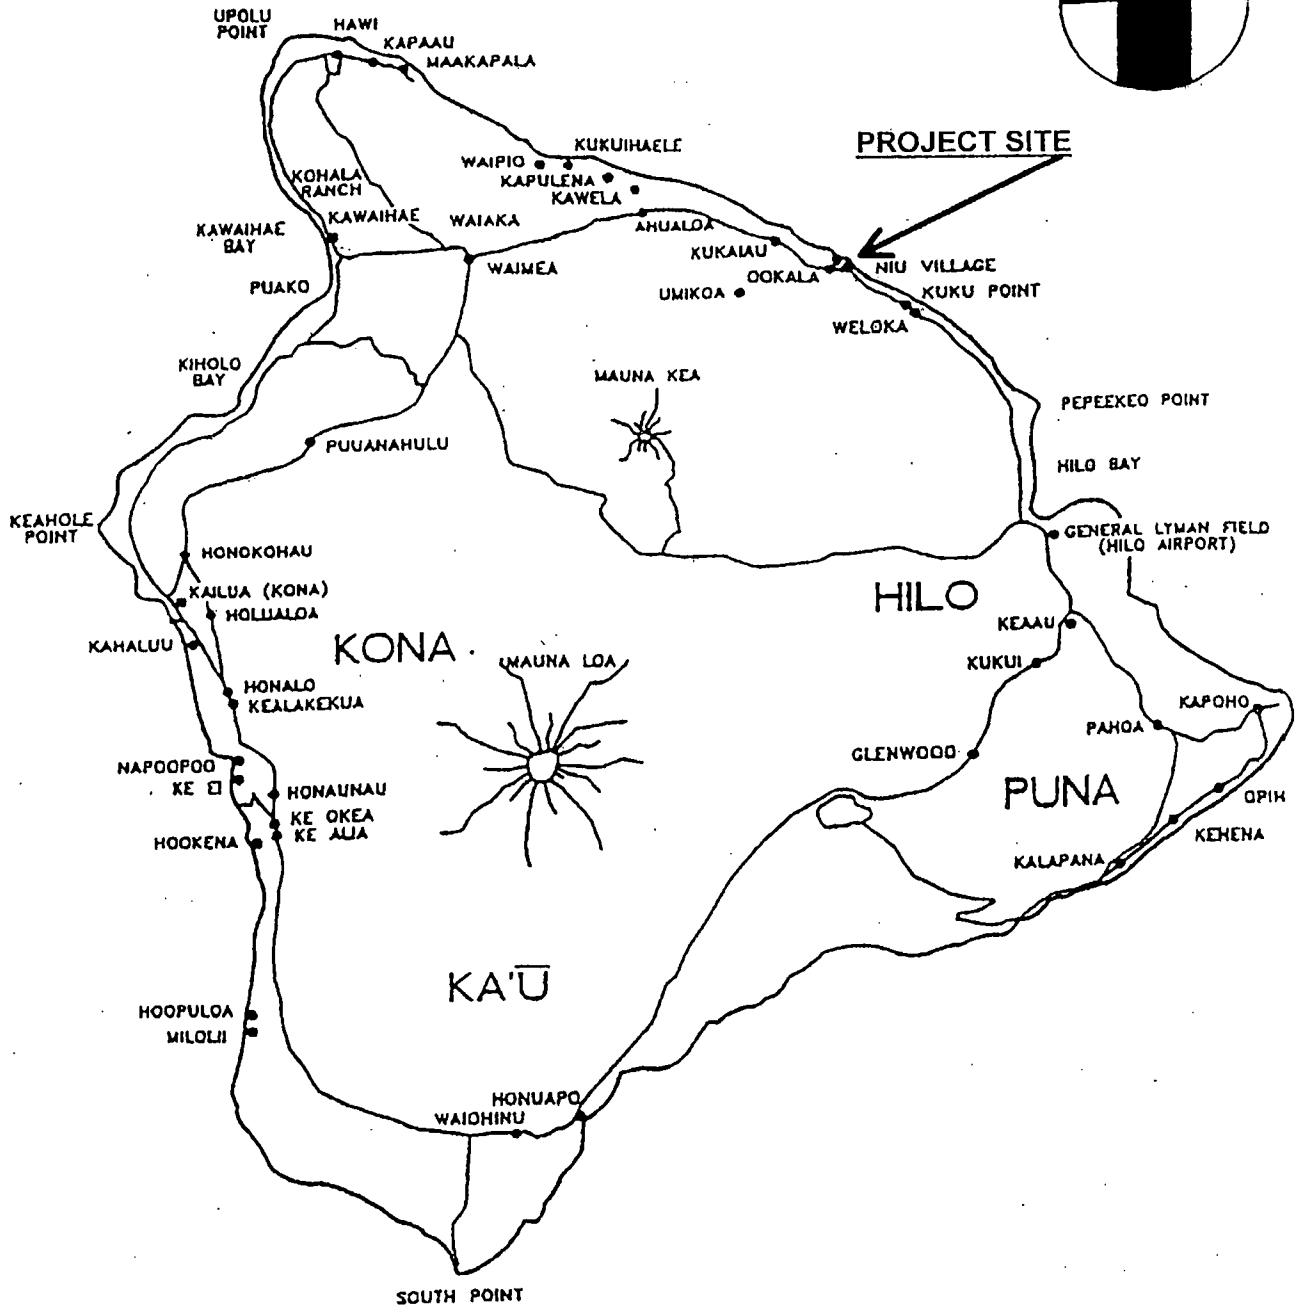 UPOLU
POINT
HAWI
KAPAAU
MAAKAPALA
PROJECT SITE
KUKUIHAELE
WAIPIO
KAPULENA
KAWELA
KOHALA
RANCH
KAWAIHAE
WAIAKA
AHUALOA
KAWAIHAE
BAY
KUKAIAU
WAIMEA
OOKALA
NIU VILLAGE
PUAKO
UMIKOA
KUKU POINT
WELOKA
KIHOLO
BAY
MAUNA KEA
PEPEEKEO POINT
PUUANAHULU
HILO BAY
KEAHOLE
POINT
GENERAL LYMAN FIELD
(HILO AIRPORT)
HONOKOHAU
KAILUA (KONA)
HOLUALOA
HILO
KEAAU
KAHALUU
KONA
MAUNA LOA
KUKUI
HONALO
KEALAKEKUA
KAPOHO
PAHOA
GLENWOOD
NAPOOPOO
KE EI
HONAUNAU
PUNA
OPIH
KE OKEA
KE ALIA
HOOKENA
KEHENA
KALAPANA
KA'Ū
HOOPULOA
MILOLII
HONUAPO
WAIOHINU
SOUTH POINT